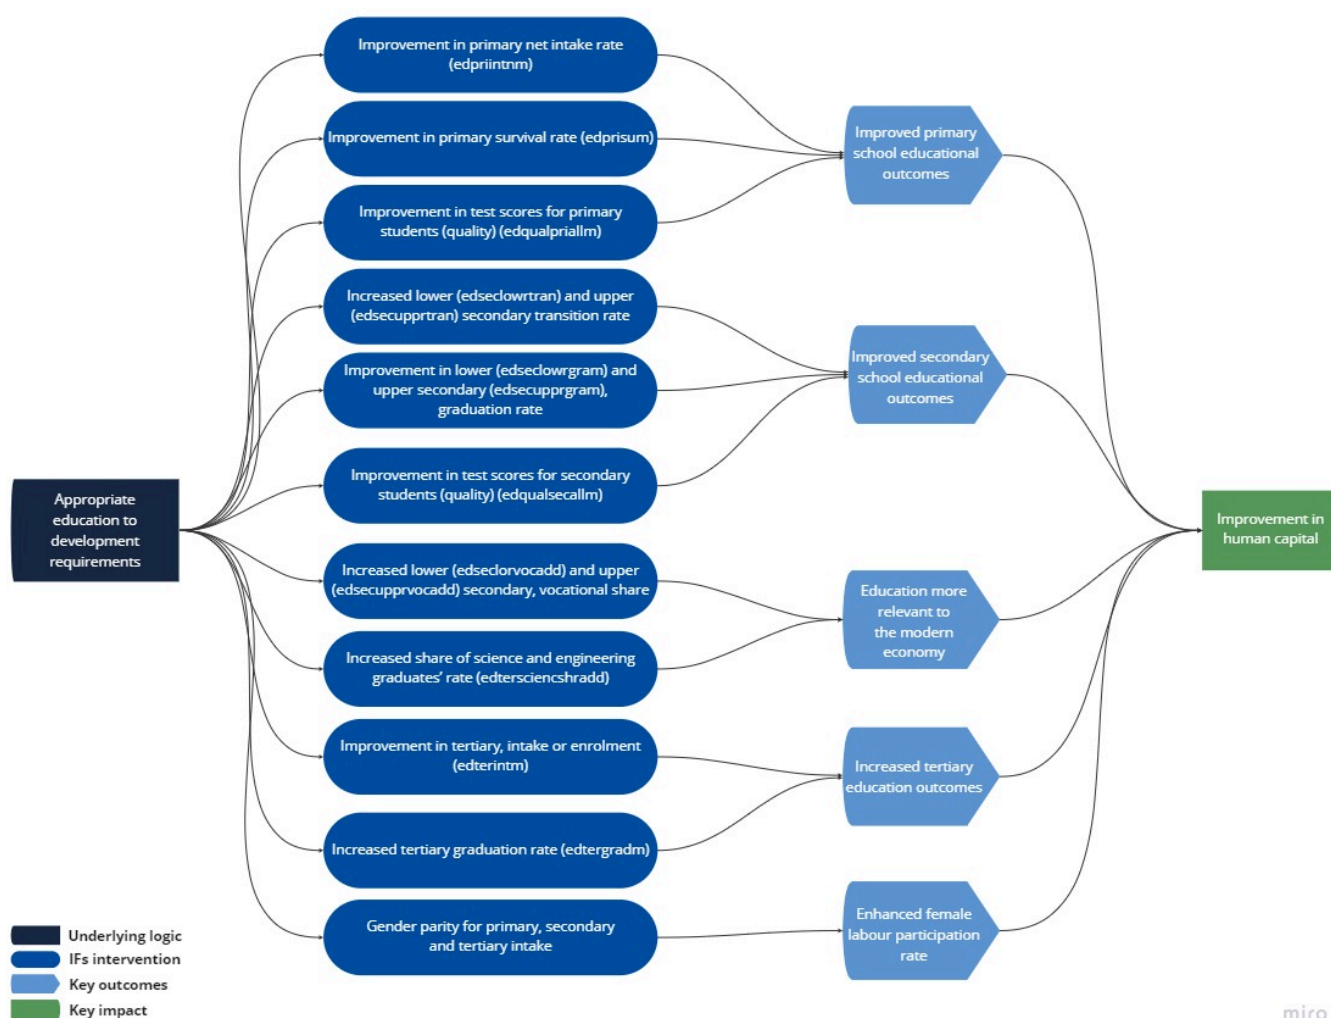 Improvement in primary net intake rate
(edpriintnm)
Improvement in primary survival rate (edprisum)
Improvement in test scores for primary
students (quality) (edqualpriallm)
Increased lower (edseclowrtran) and upper
(edsecupprtran) secondary transition rate
Improvement in lower (edseclowrgram) and
upper secondary (edsecupprgram),
graduation rate
Improvement in test scores for secondary
students (quality) (edqualsecallm)
Increased lower (edseclorvocadd) and upper
(edsecupprvocadd) secondary, vocational share
Increased share of science and engineering
graduates’ rate (edtersciencshradd)
Improvement in tertiary, intake or enrolment
(edterintm)
Increased tertiary graduation rate (edtergradm)
Gender parity for primary, secondary
and tertiary intake
Appropriate
education to
development
requirements
Improved primary
school educational
outcomes
Improved secondary
school educational
outcomes
Education more
relevant to
the modern
economy
Increased tertiary
education outcomes
Enhanced female
labour participation
rate
Improvement in
human capital
Underlying logic
IFs intervention
Key outcomes
Key impact
miro